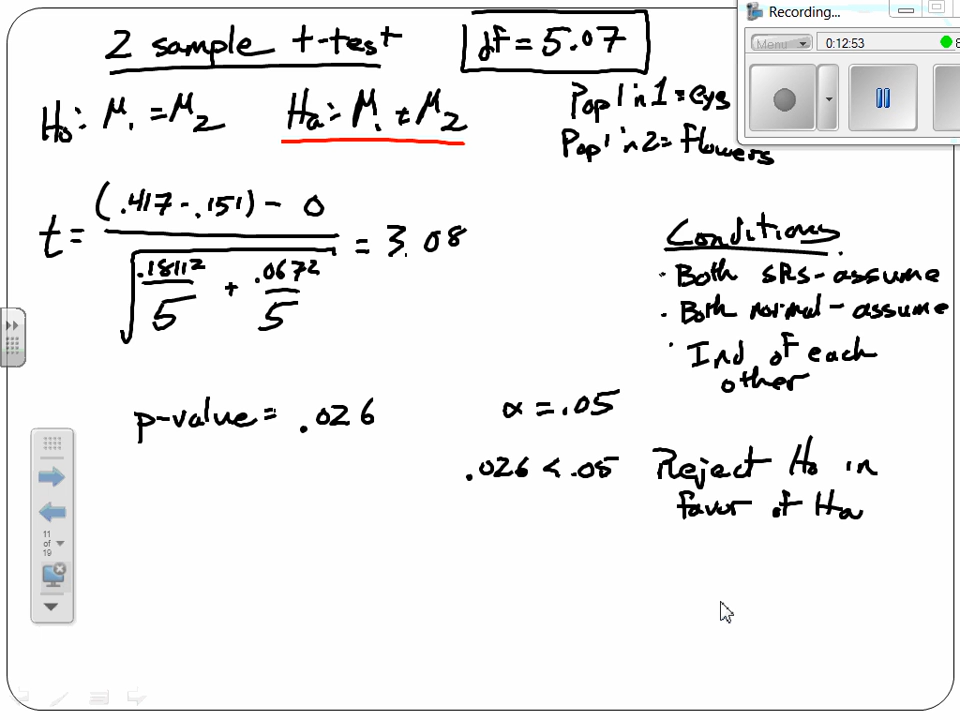 2 sample t-test
df = 5.07
Recording...
Menu
0:12:53
8
Ho: μ₁ = μ₂
Ha: μ₁ ≠ μ₂
Pop'l'n 1 = eys
Pop'l'n 2 = flowers
t = (.417 - .151) - 0 / √(.1811²/5 + .0672²/5) = 3.08
Conditions
· Both SRS - assume
· Both normal - assume
· Ind of each
other
p-value = .026
α = .05
.026 < .05
Reject Ho in
favor of Ha
11
of
19